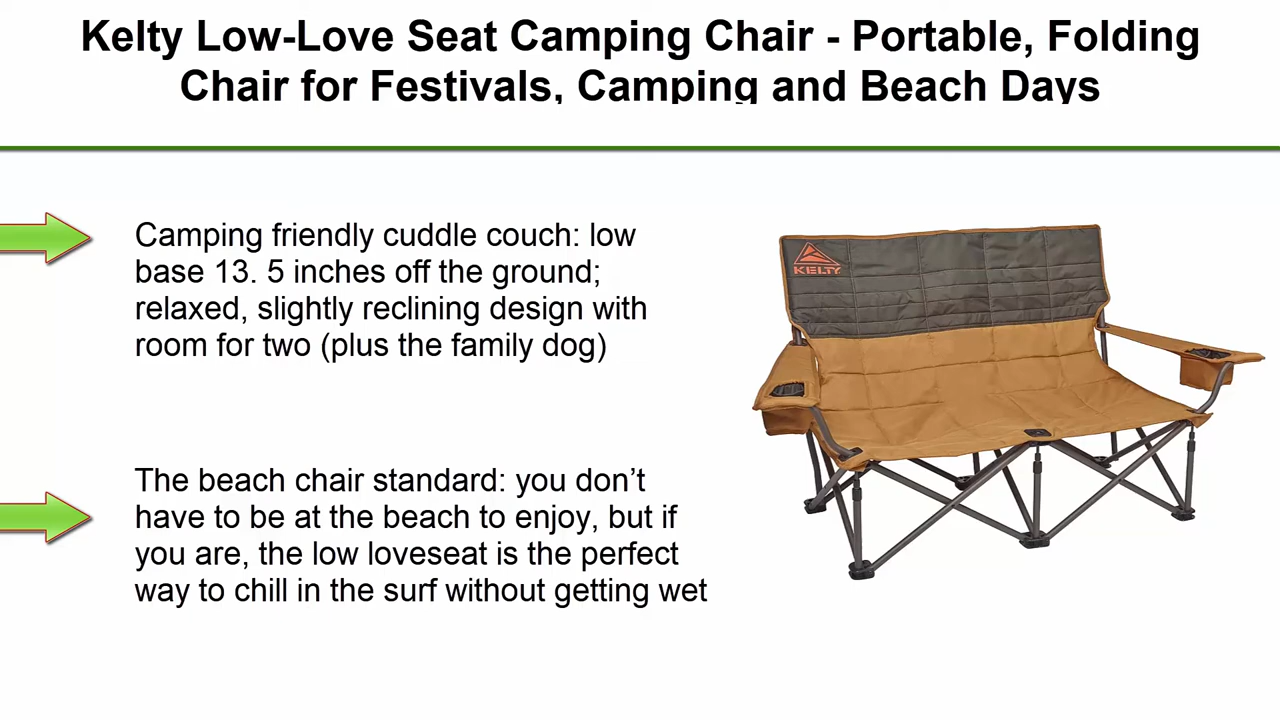 Kelty Low-Love Seat Camping Chair - Portable, Folding
Chair for Festivals, Camping and Beach Days
Camping friendly cuddle couch: low
base 13. 5 inches off the ground;
relaxed, slightly reclining design with
room for two (plus the family dog)
KELTY
The beach chair standard: you don’t
have to be at the beach to enjoy, but if
you are, the low loveseat is the perfect
way to chill in the surf without getting wet